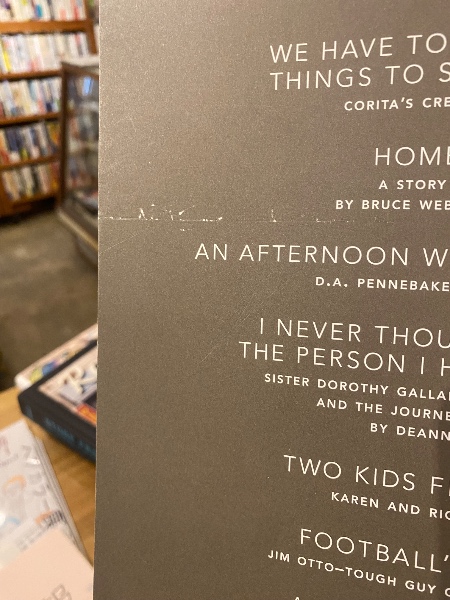 WE HAVE TO
THINGS TO S
CORITA'S CRE
HOME
A STORY
BY BRUCE WEB
AN AFTERNOON W
D.A. PENNEBAKE
I NEVER THOU
THE PERSON I H
SISTER DOROTHY GALLA
AND THE JOURNE
BY DEANN
TWO KIDS F
KAREN AND RIC
FOOTBALL'
JIM OTTO—TOUGH GUY